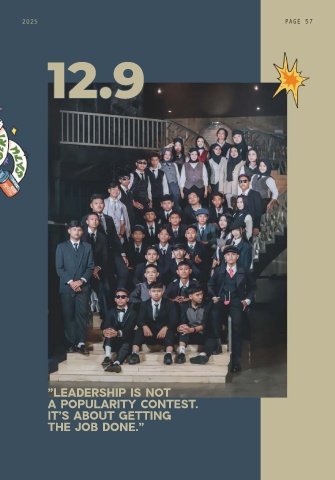 2025
PAGE 57
12.9
"LEADERSHIP IS NOT
A POPULARITY CONTEST.
IT'S ABOUT GETTING
THE JOB DONE."